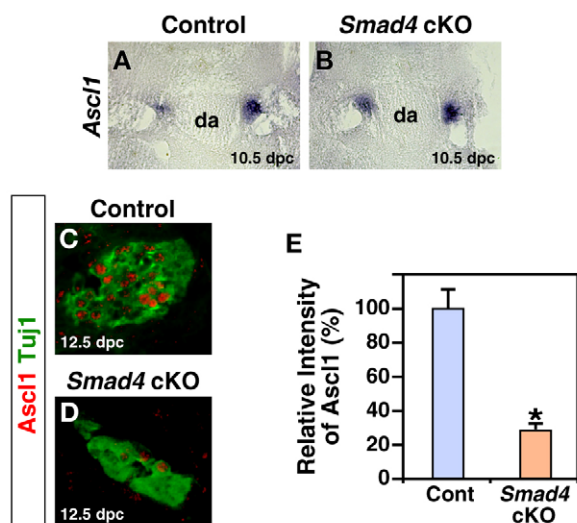 Control
Smad4 cKO
Ascl1
A
da
10.5 dpc
B
da
10.5 dpc
Ascl1 Tuj1
Control
C
12.5 dpc
Smad4 cKO
D
12.5 dpc
E
Relative Intensity
of Ascl1 (%)
100
80
60
40
20
0
*
Cont
Smad4
cKO